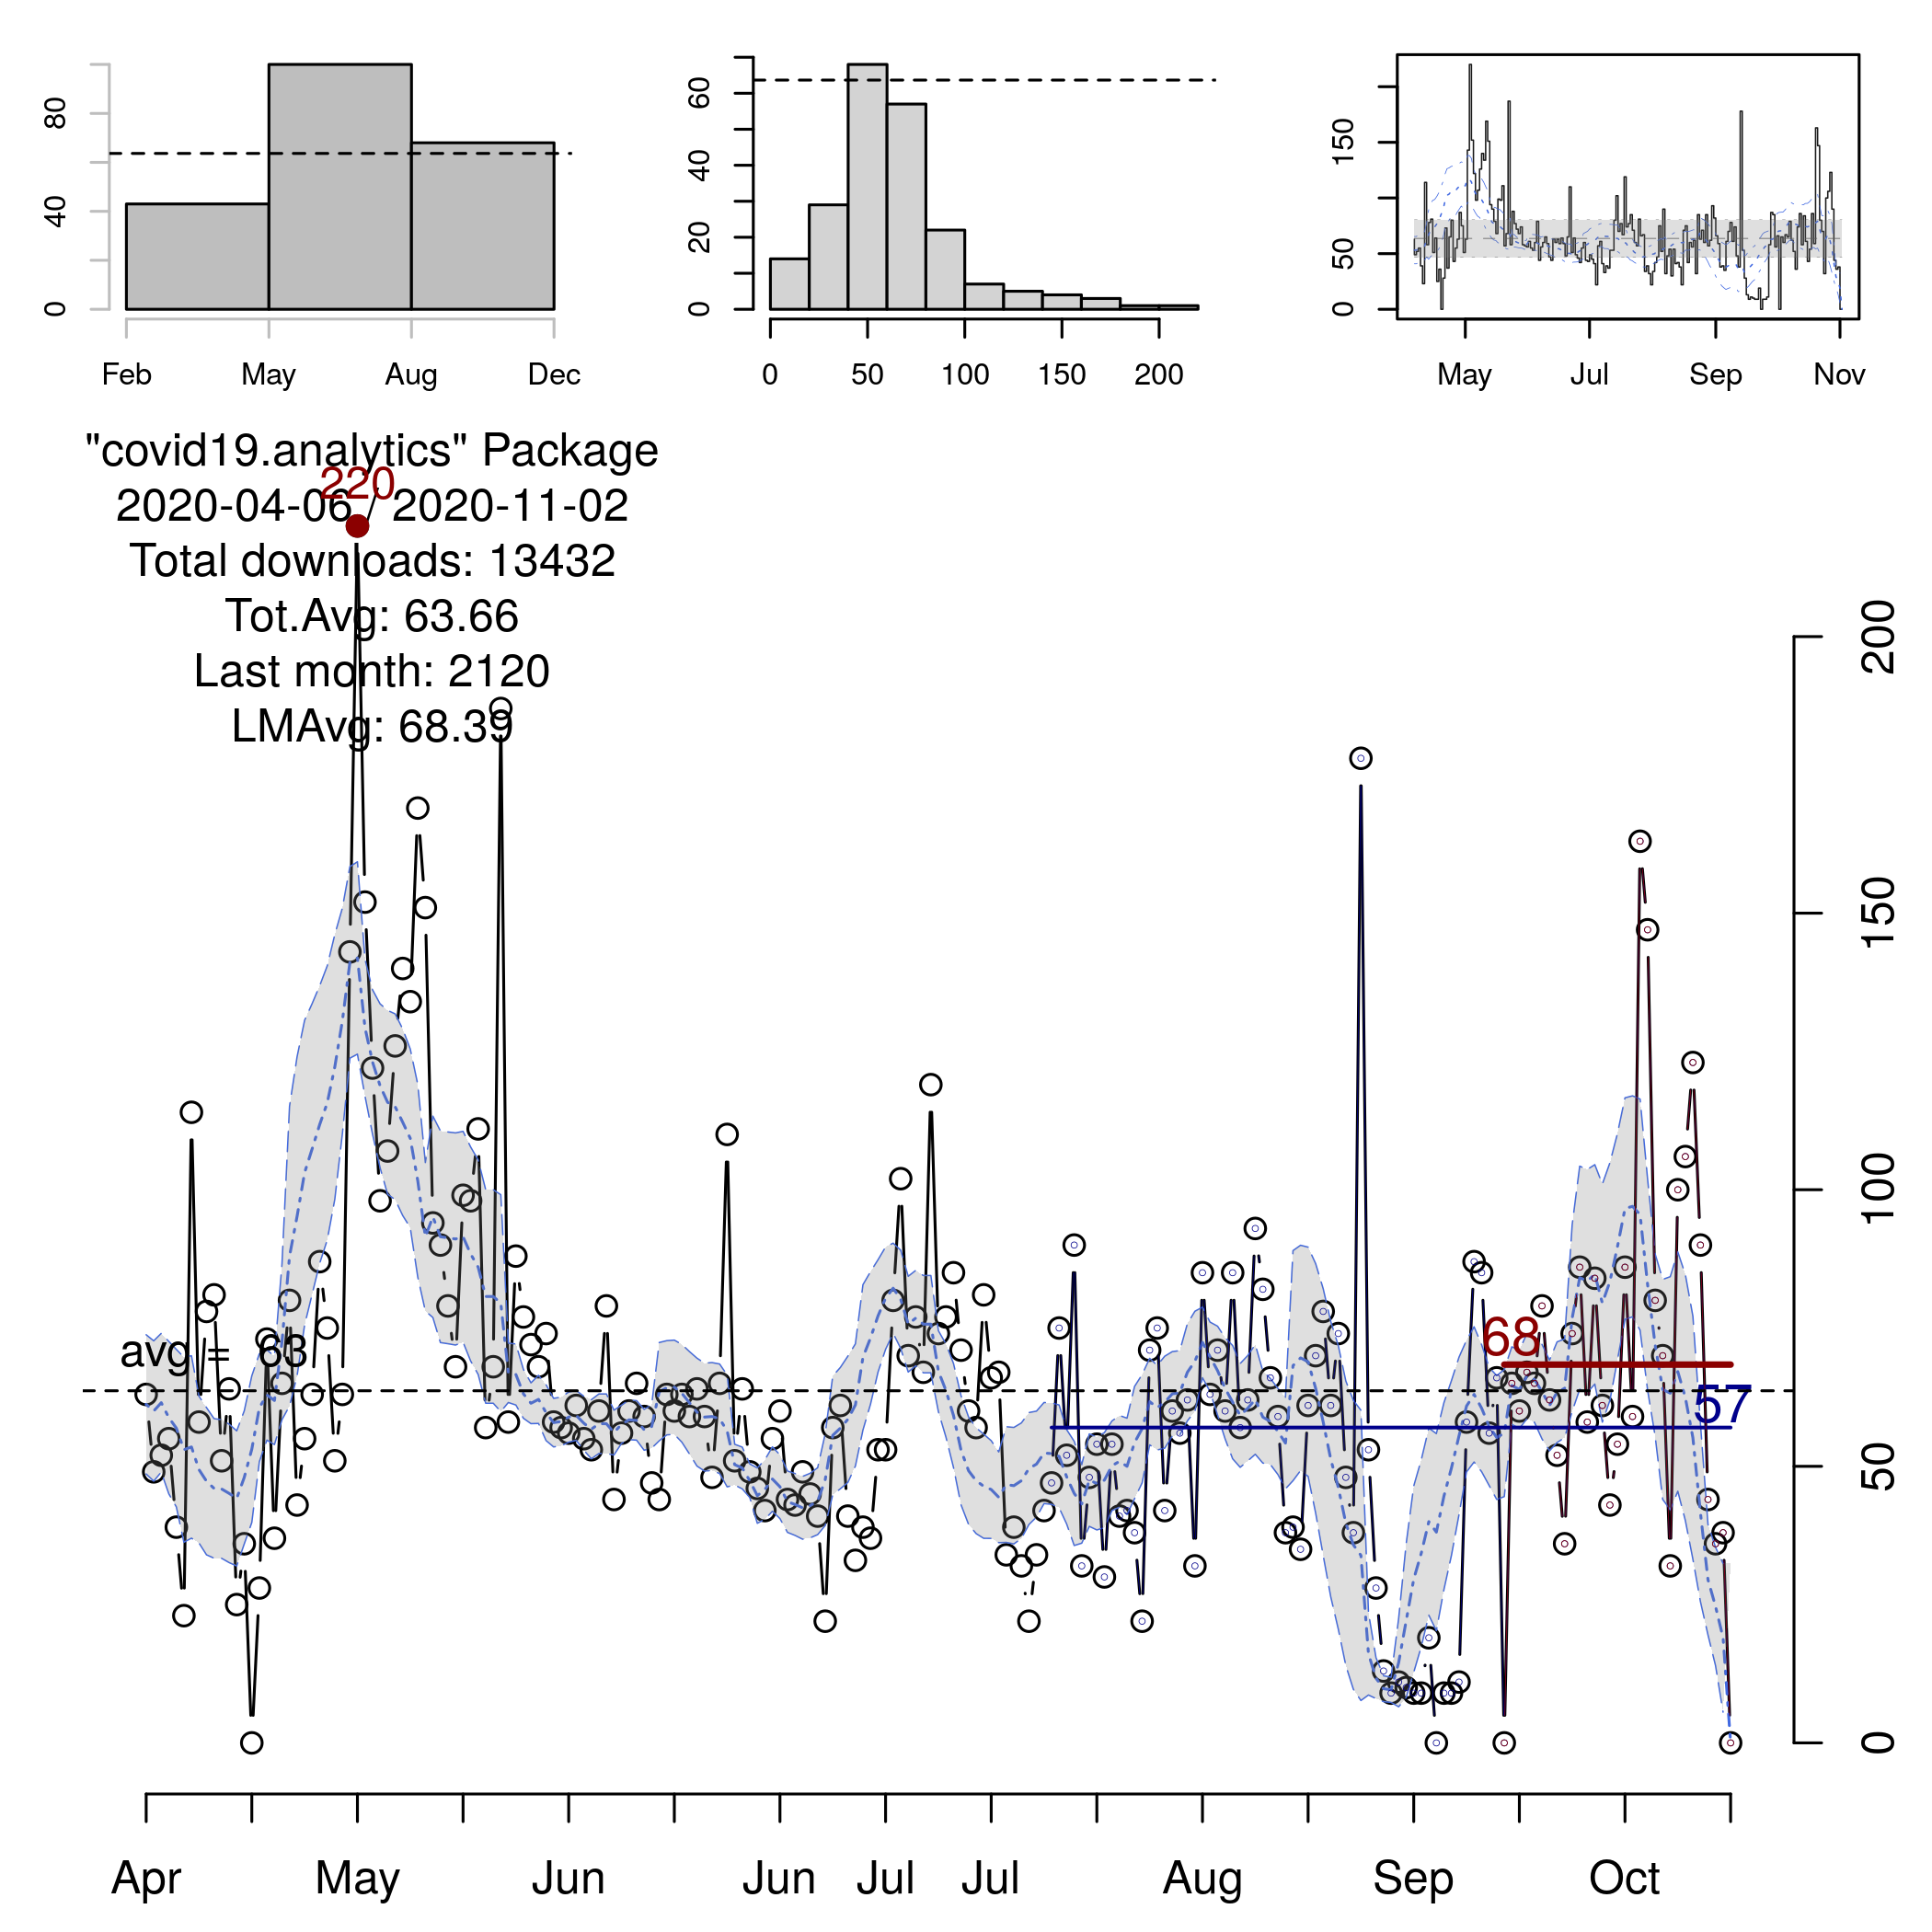 80
40
0
Feb May Aug Dec
60
40
20
0
0 50 100 150 200
150
50
0
May Jul Sep Nov
"covid19.analytics" Package
220
2020-04-06 / 2020-11-02
Total downloads: 13432
Tot.Avg: 63.66
Last month: 2120
LMAvg: 68.39
avg = 63
68
57
200
150
100
50
0
Apr May Jun Jun Jul Jul Aug Sep Oct